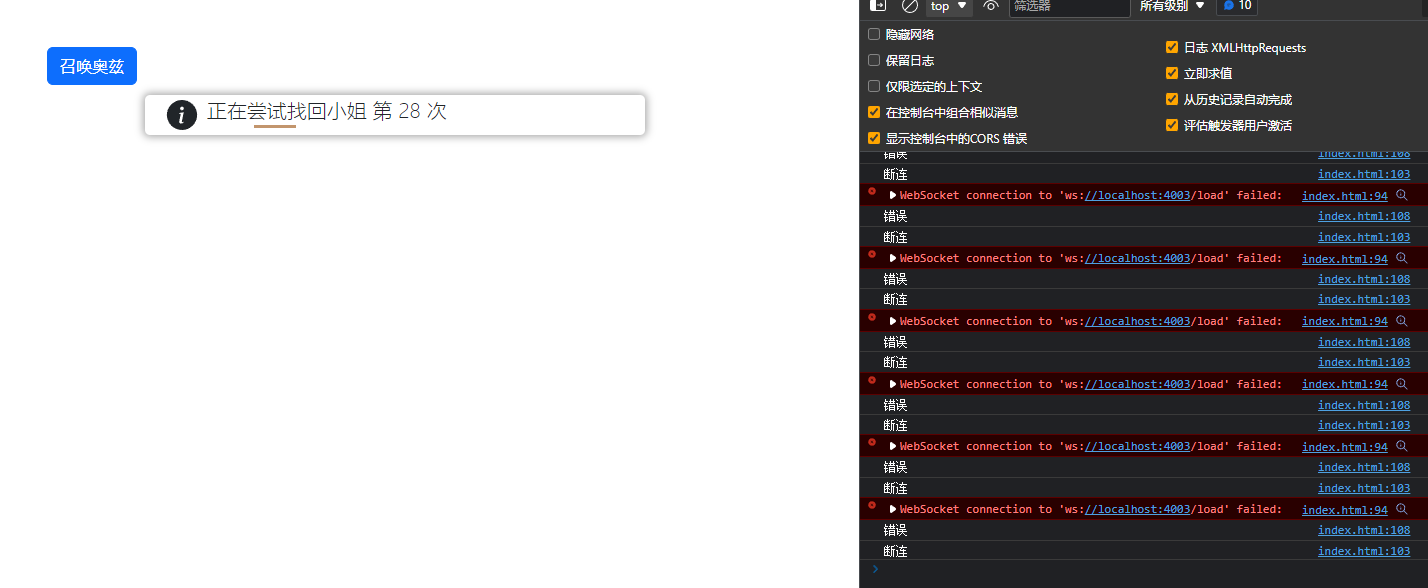 召唤奥兹
正在尝试找回小姐 第 28 次
top
筛选器
所有级别
10
隐藏网络
保留日志
仅限选定的上下文
在控制台中组合相似消息
显示控制台中的CORS 错误
日志 XMLHttpRequests
立即求值
从历史记录自动完成
评估触发器用户激活
错误 index.html:108
断连 index.html:103
WebSocket connection to 'ws://localhost:4003/load' failed: index.html:94
错误 index.html:108
断连 index.html:103
WebSocket connection to 'ws://localhost:4003/load' failed: index.html:94
错误 index.html:108
断连 index.html:103
WebSocket connection to 'ws://localhost:4003/load' failed: index.html:94
错误 index.html:108
断连 index.html:103
WebSocket connection to 'ws://localhost:4003/load' failed: index.html:94
错误 index.html:108
断连 index.html:103
WebSocket connection to 'ws://localhost:4003/load' failed: index.html:94
错误 index.html:108
断连 index.html:103
WebSocket connection to 'ws://localhost:4003/load' failed: index.html:94
错误 index.html:108
断连 index.html:103